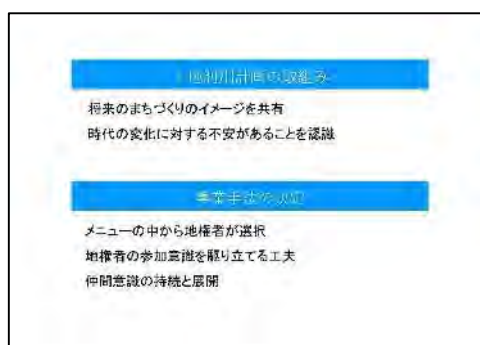 土地利用計画の取組み
将来のまちづくりのイメージを共有
時代の変化に対する不安があることを認識
事業手法の決定
メニューの中から地権者が選択
地権者の参加意識を駆り立てる工夫
仲間意識の持続と展開